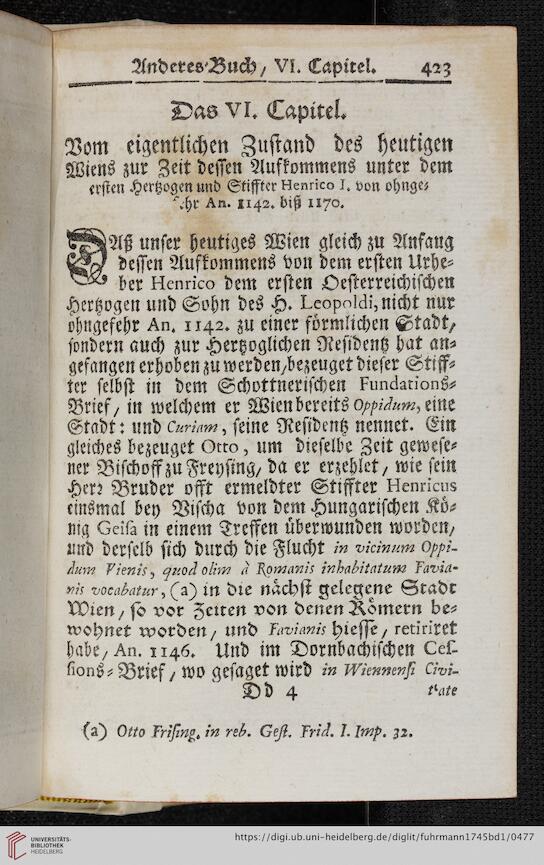 Anderes Buch, VI. Capitel. 423
Das VI. Capitel.
Vom eigentlichen Zustand des heutigen
Wiens zur Zeit dessen Aufkommens unter dem
ersten Hertzogen und Stiffter Henrico I. von ohnge-
hr An. 1142. biß 1170.
DAß unser heutiges Wien gleich zu Anfang
dessen Aufkommens von dem ersten Urhe-
ber Henrico dem ersten Oesterreichischen
Hertzogen und Sohn des H. Leopoldi, nicht nur
ohngefehr An. 1142. zu einer förmlichen Stadt,
sondern auch zur Hertzoglichen Residentz hat an-
gefangen erhoben zu werden, bezeuget dieser Stiff-
ter selbst in dem Schottnerischen Fundations-
Brief, in welchem er Wien bereits Oppidum, eine
Stadt: und Curiam, seine Residentz nennet. Ein
gleiches bezeuget Otto, um dieselbe Zeit gewese-
ner Bischoff zu Freysing, da er erzehlet, wie sein
Herr Bruder offt ermeldter Stiffter Henricus
einsmal bey Vischa von dem Hungarischen Kö-
nig Geisa in einem Treffen überwunden worden,
und derselb sich durch die Flucht in vicinum Oppi-
dum Vienis, quod olim à Romanis inhabitatum Favia-
nis vocabatur, (a) in die nächst gelegene Stadt
Wien, so vor Zeiten von denen Römern be-
wohnet worden, und Favianis hiesse, retiriret
habe, An. 1146. Und im Dornbachischen Ces-
sions-Brief, wo gesaget wird in Wiennensi Civi-
Dd 4 tate
(a) Otto Frising. in reb. Gest. Frid. I. Imp. 32.
UNIVERSITÄTS-
BIBLIOTHEK
HEIDELBERG
https://digi.ub.uni-heidelberg.de/diglit/fuhrmann1745bd1/0477